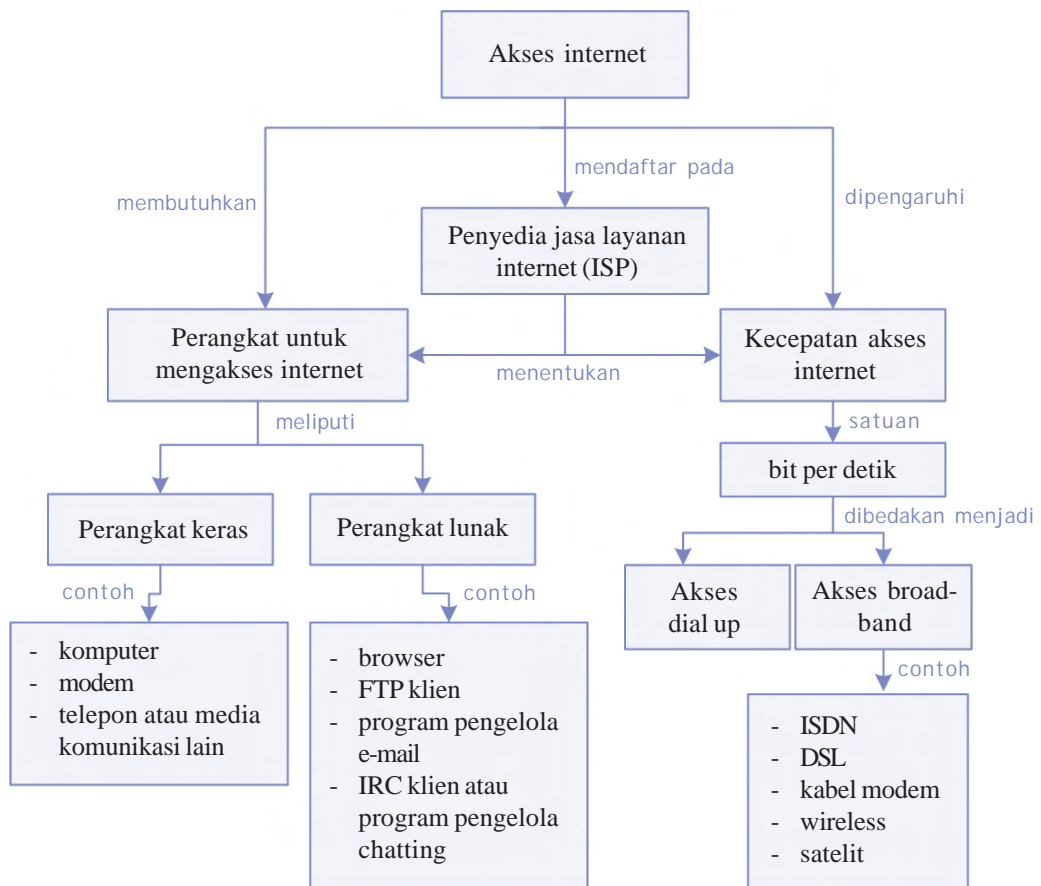 Akses internet
mendaftar pada
membutuhkan
dipengaruhi
Penyedia jasa layanan
internet (ISP)
Perangkat untuk
mengakses internet
menentukan
Kecepatan akses
internet
meliputi
satuan
bit per detik
Perangkat keras
Perangkat lunak
dibedakan menjadi
contoh
contoh
Akses
dial up
Akses broad-
band
contoh
- komputer
- modem
- telepon atau media
komunikasi lain
- browser
- FTP klien
- program pengelola
e-mail
- IRC klien atau
program pengelola
chatting
- ISDN
- DSL
- kabel modem
- wireless
- satelit